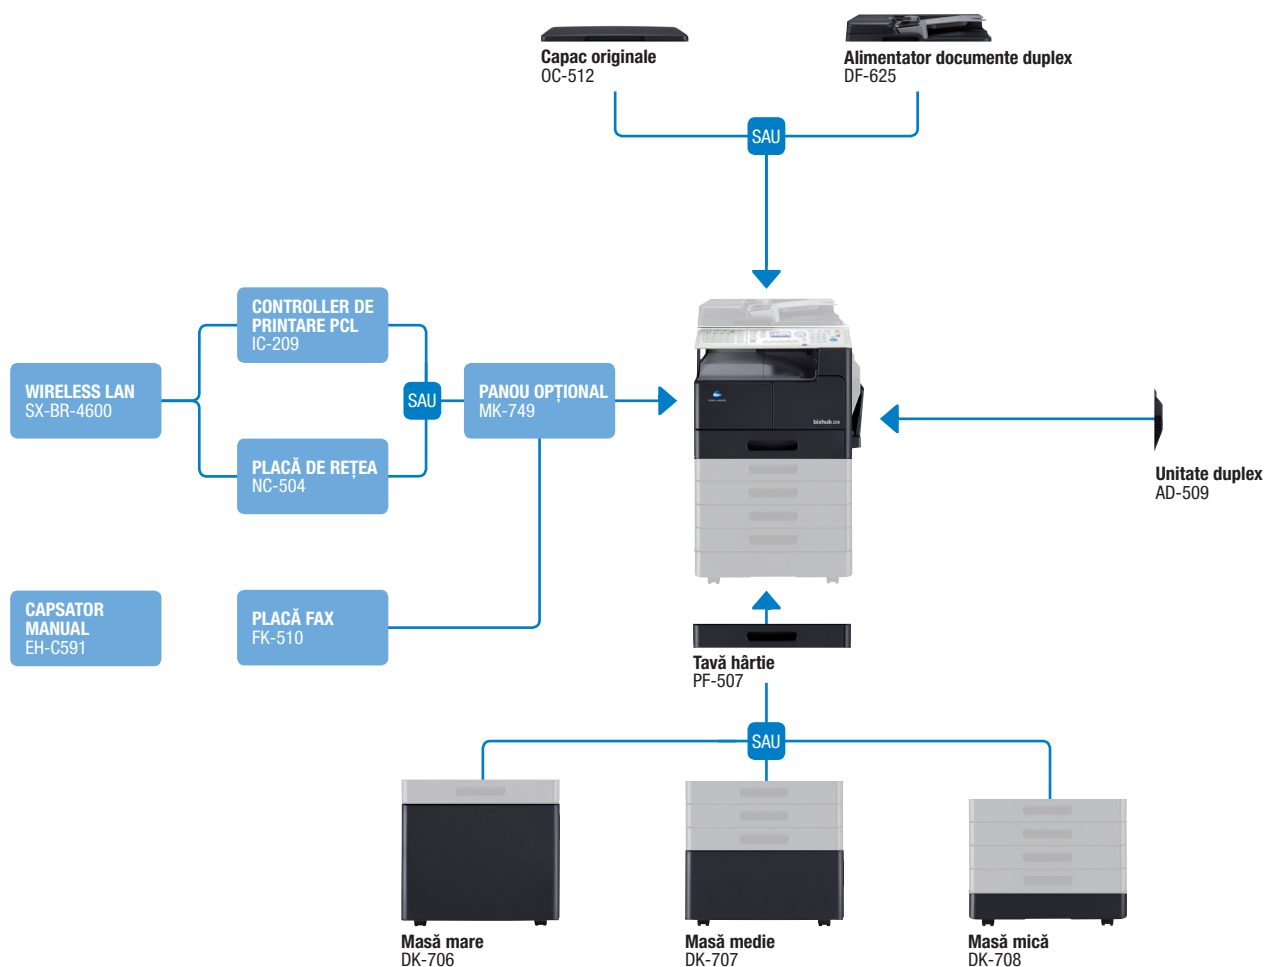 Capac originale
OC-512
Alimentator documente duplex
DF-625
SAU
CONTROLLER DE
PRINTARE PCL
IC-209
WIRELESS LAN
SX-BR-4600
SAU
PANOU OPȚIONAL
MK-749
bizhub
PLACĂ DE REȚEA
NC-504
Unitate duplex
AD-509
CAPSATOR
MANUAL
EH-C591
PLACĂ FAX
FK-510
Tavă hârtie
PF-507
SAU
Masă mare
DK-706
Masă medie
DK-707
Masă mică
DK-708